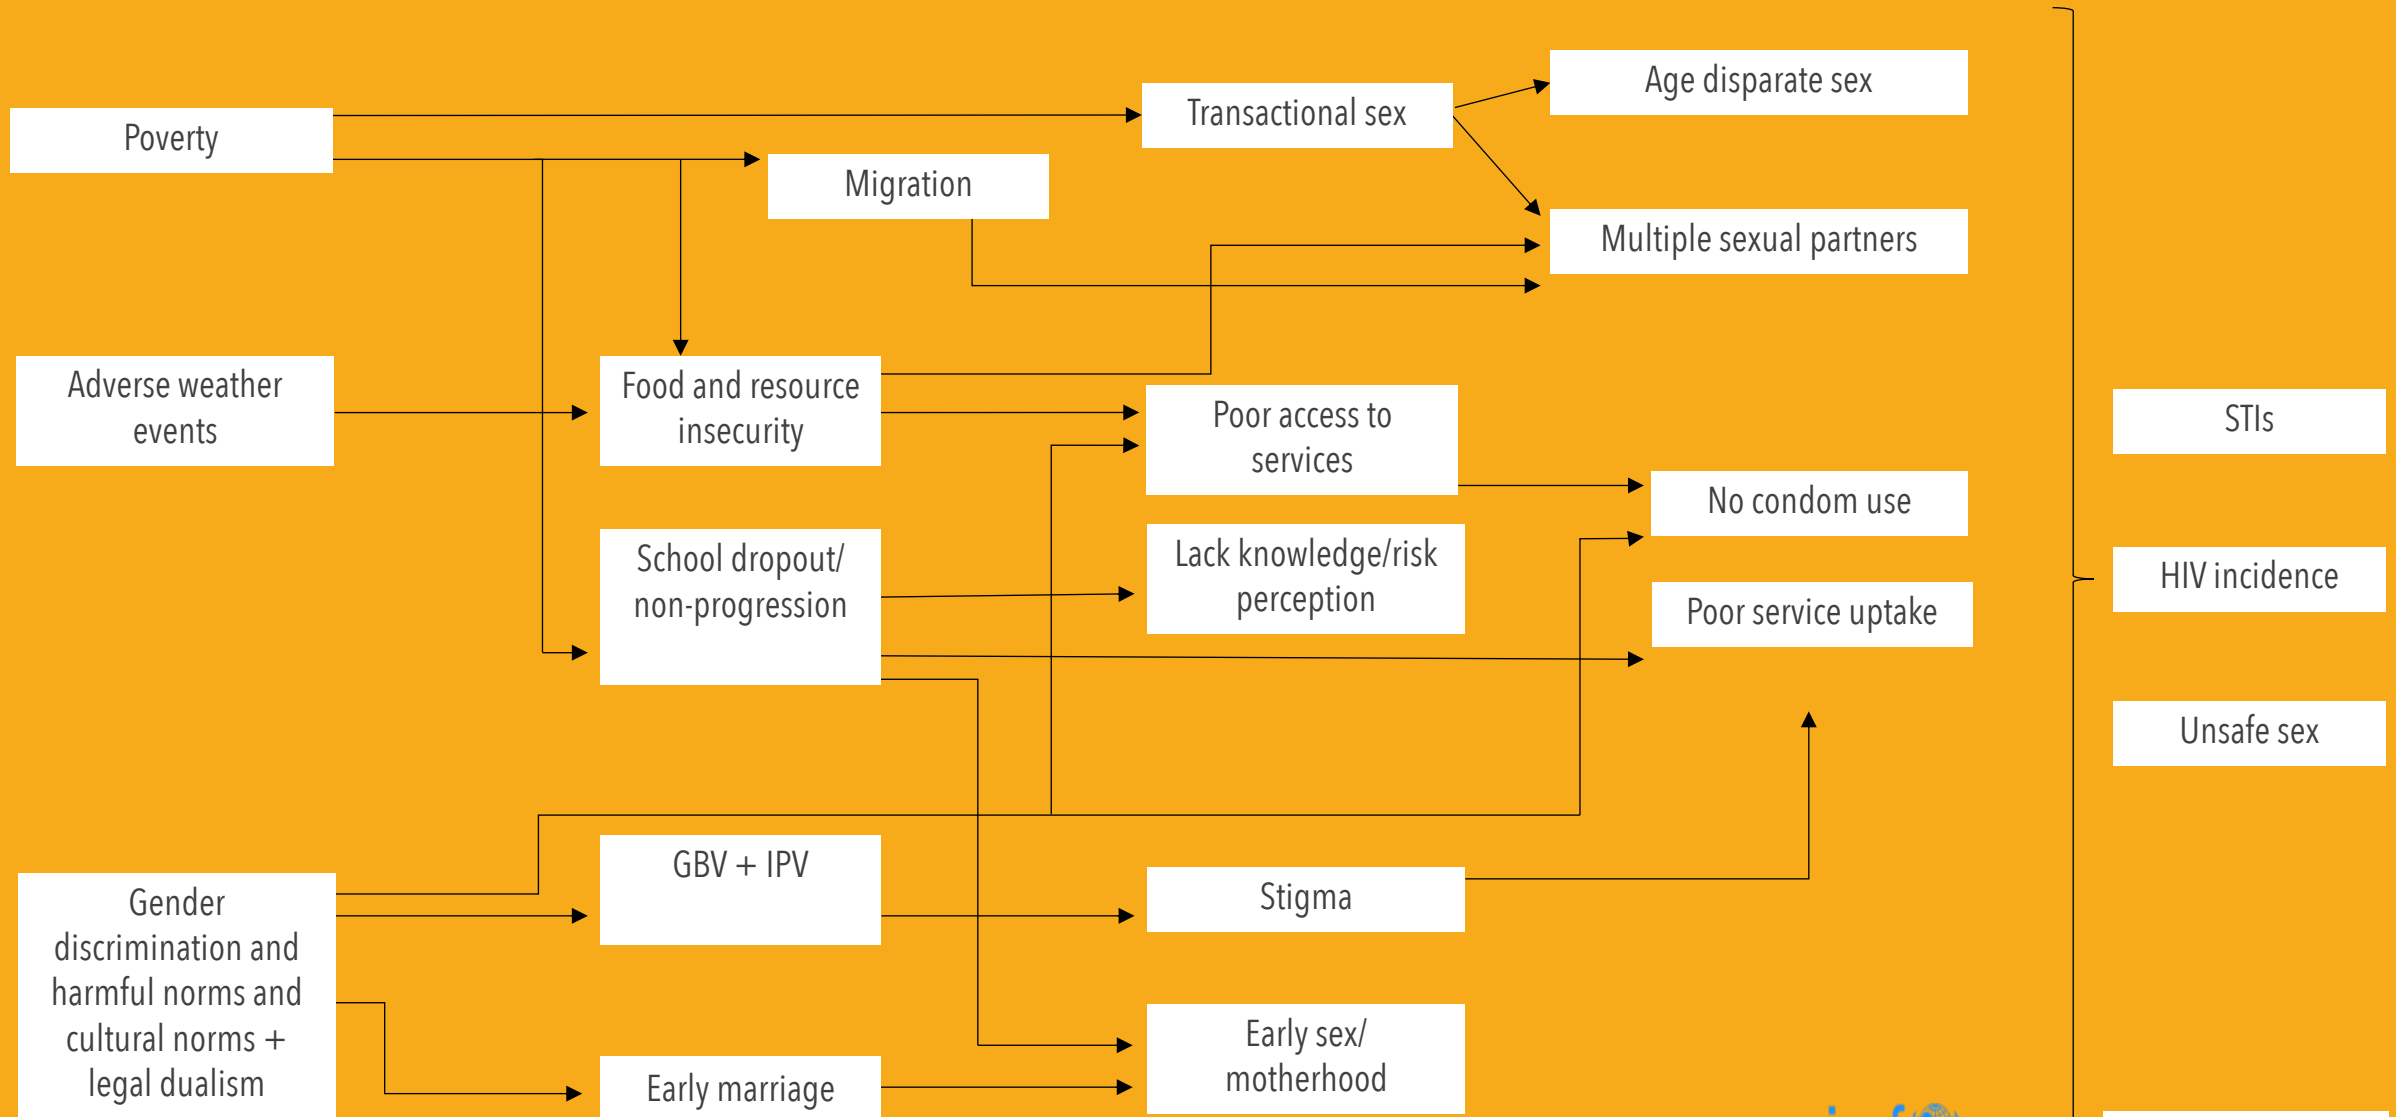 Age disparate sex
Transactional sex
Poverty
Migration
Multiple sexual partners
Adverse weather
events
Food and resource
insecurity
Poor access to
services
STIs
No condom use
School dropout/
non-progression
Lack knowledge/risk
perception
HIV incidence
Poor service uptake
Unsafe sex
GBV + IPV
Stigma
Gender
discrimination and
harmful norms and
cultural norms +
legal dualism
Early sex/
motherhood
Early marriage